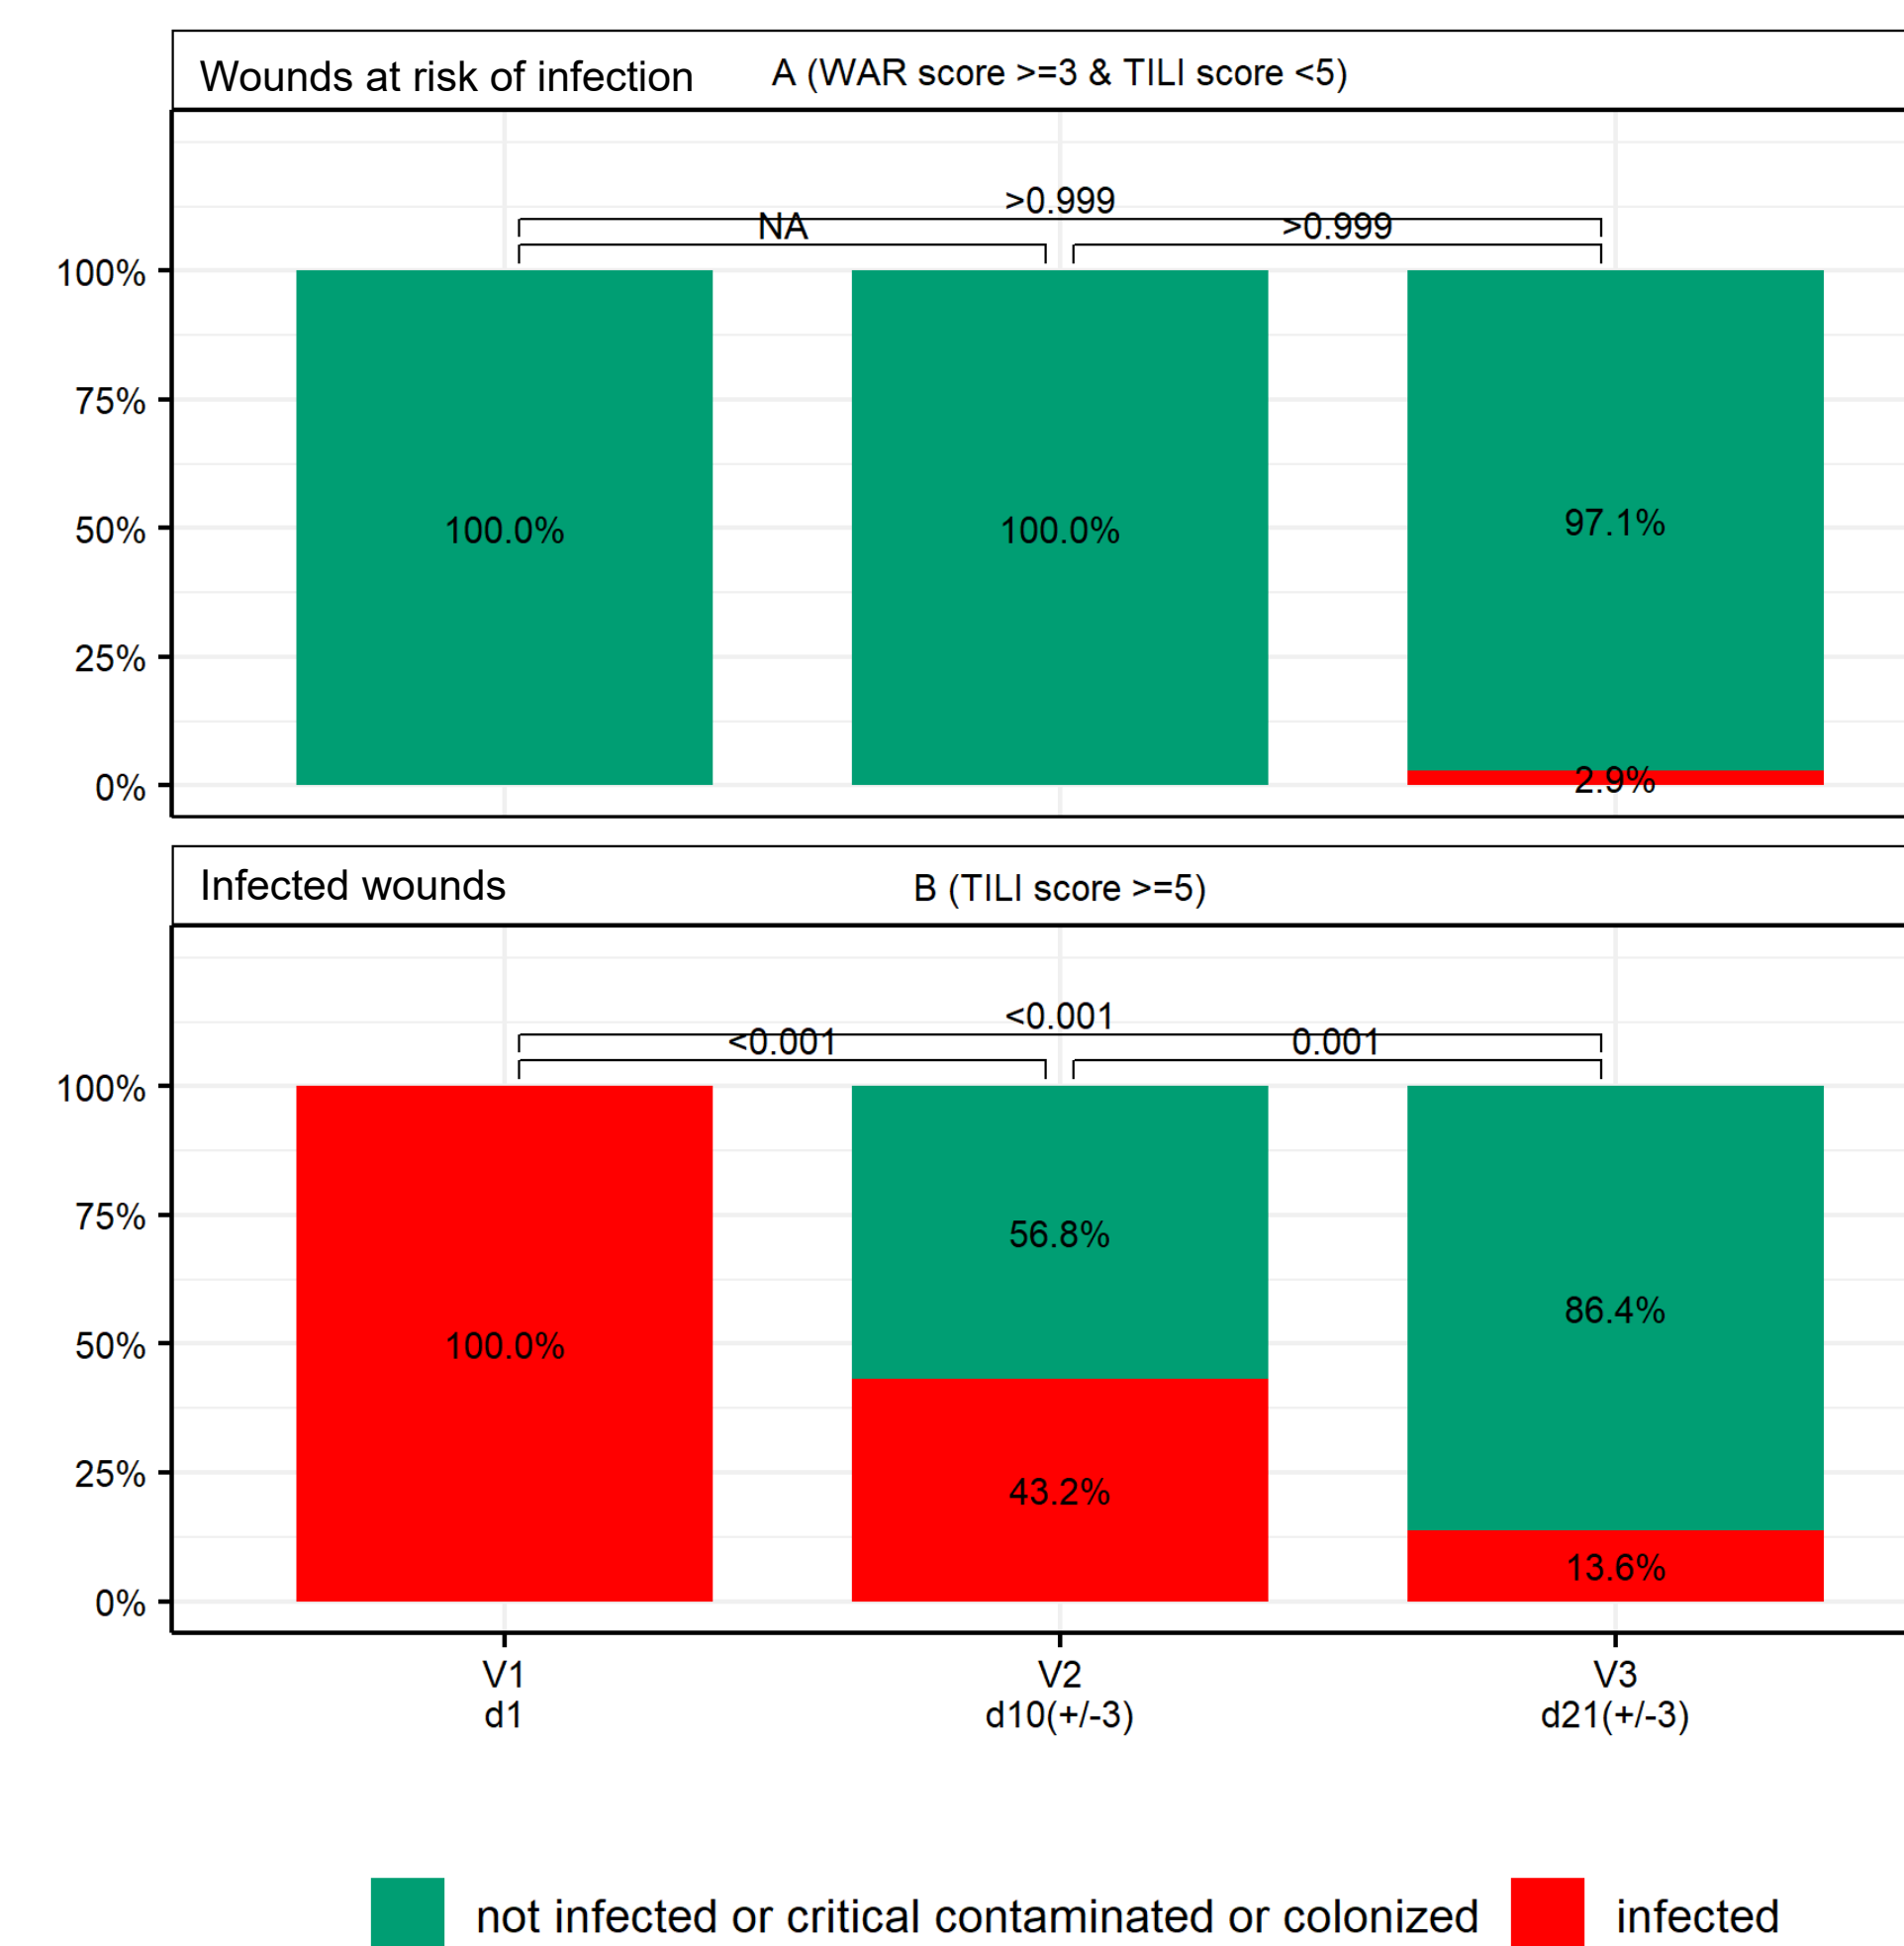 Wounds at risk of infection A (WAR score >=3 & TILI score <5)
>0.999
NA >0.999
100%
75%
50%
25%
0%
100.0% 100.0% 97.1%
2.9%
Infected wounds B (TILI score >=5)
<0.001
<0.001 0.001
100%
75%
50%
25%
0%
56.8%
86.4%
100.0%
43.2%
13.6%
V1 V2 V3
d1 d10(+/-3) d21(+/-3)
not infected or critical contaminated or colonized infected